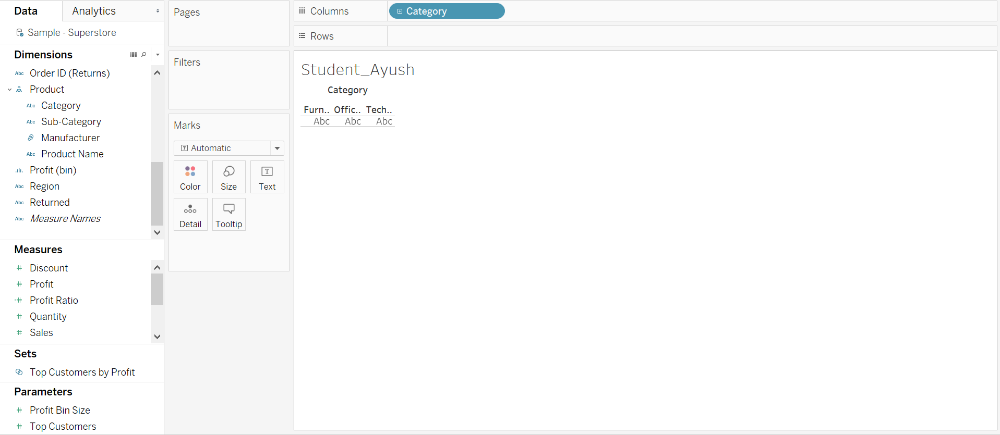 Data
Analytics
Sample - Superstore
Dimensions
Abc Order ID (Returns)
Product
Abc Category
Abc Sub-Category
Manufacturer
Abc Product Name
Profit (bin)
Abc Region
Abc Returned
Abc Measure Names
Measures
# Discount
# Profit
=# Profit Ratio
# Quantity
# Sales
Sets
Top Customers by Profit
Parameters
# Profit Bin Size
# Top Customers
Pages
Filters
Marks
T Automatic
Color Size T Text
Detail Tooltip
Columns Category
Rows
Student_Ayush
Category
Furn.. Offic.. Tech..
Abc Abc Abc